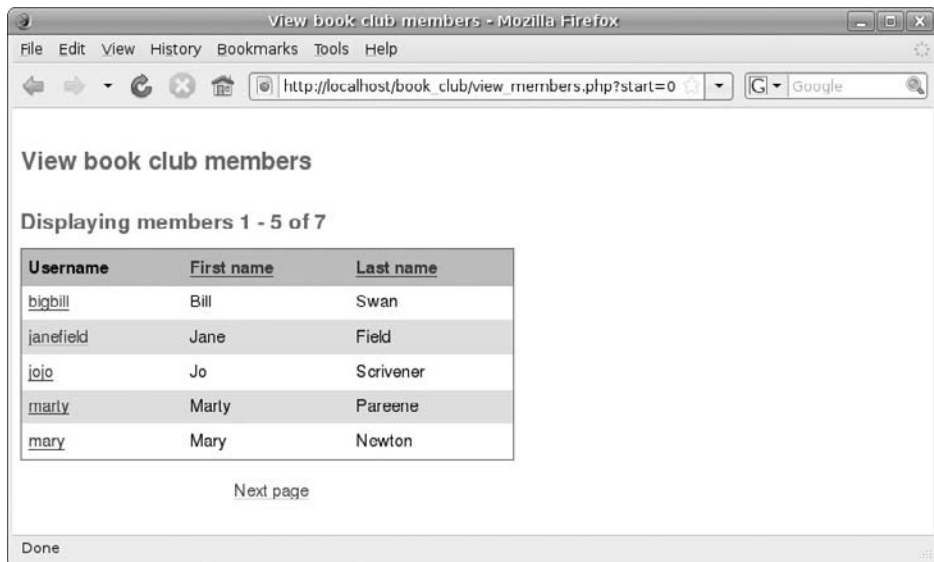 View book club members - Mozilla Firefox
File Edit View History Bookmarks Tools Help
http://localhost/book_club/view_members.php?start=0 G Google
View book club members
Displaying members 1 - 5 of 7
Username First name Last name
bigbill Bill Swan
janefield Jane Field
jojo Jo Scrivener
marty Marty Pareene
mary Mary Newton
Next page
Done